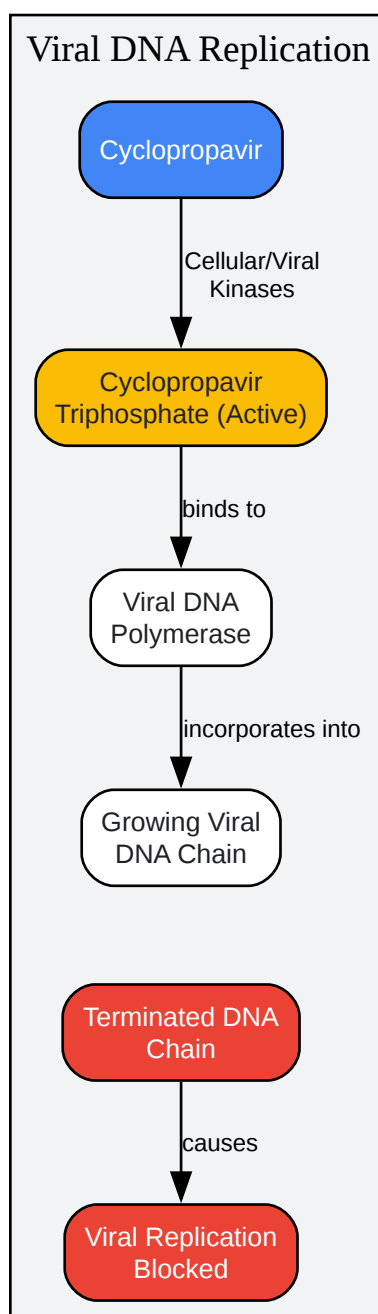 Viral DNA Replication
Cyclopropavir
Cellular/Viral
Kinases
Cyclopropavir
Triphosphate (Active)
binds to
Viral DNA
Polymerase
incorporates into
Growing Viral
DNA Chain
Terminated DNA
Chain
causes
Viral Replication
Blocked